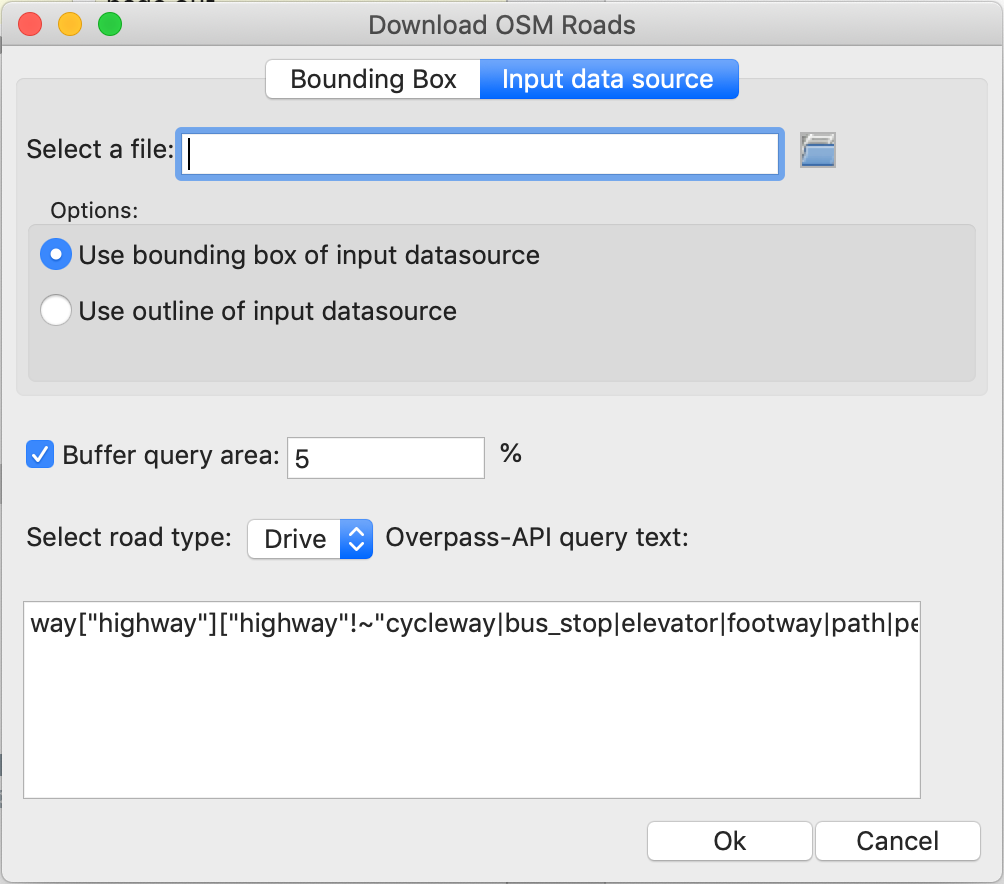 Download OSM Roads
Bounding Box Input data source
Select a file:
Options:
Use bounding box of input datasource
Use outline of input datasource
Buffer query area: 5 %
Select road type: Drive Overpass-API query text:
way["highway"]["highway"!~"cycleway|bus_stop|elevator|footway|path|pe
Ok Cancel